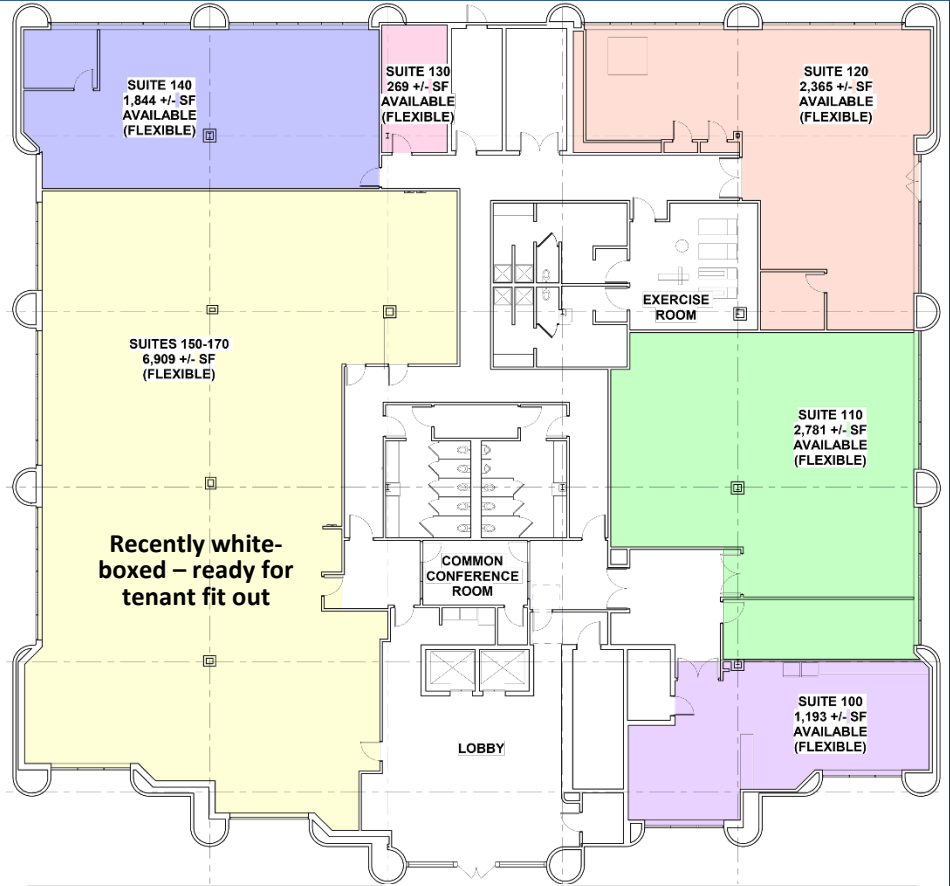 SUITE 140
1,844 +/- SF
AVAILABLE
(FLEXIBLE)
SUITE 130
269 +/- SF
AVAILABLE
(FLEXIBLE)
SUITE 120
2,365 +/- SF
AVAILABLE
(FLEXIBLE)
EXERCISE
ROOM
SUITES 150-170
6,909 +/- SF
(FLEXIBLE)
SUITE 110
2,781 +/- SF
AVAILABLE
(FLEXIBLE)
Recently white-
boxed – ready for
tenant fit out
COMMON
CONFERENCE
ROOM
SUITE 100
1,193 +/- SF
AVAILABLE
(FLEXIBLE)
LOBBY